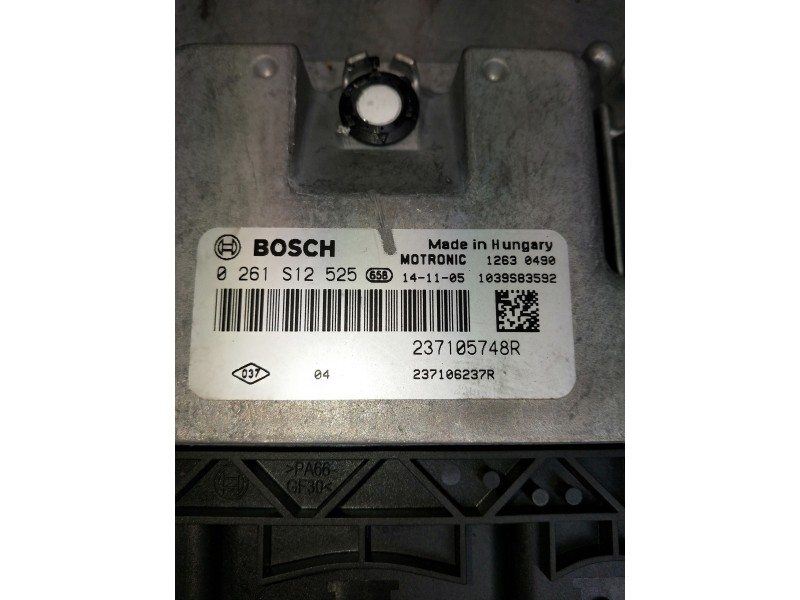 BOSCH Made in Hungary
MOTRONIC 1263 0490
0 261 S12 525 658 14-11-05 1039S83592
237105748R
037 04 237106237R
>PA66-
GF30<